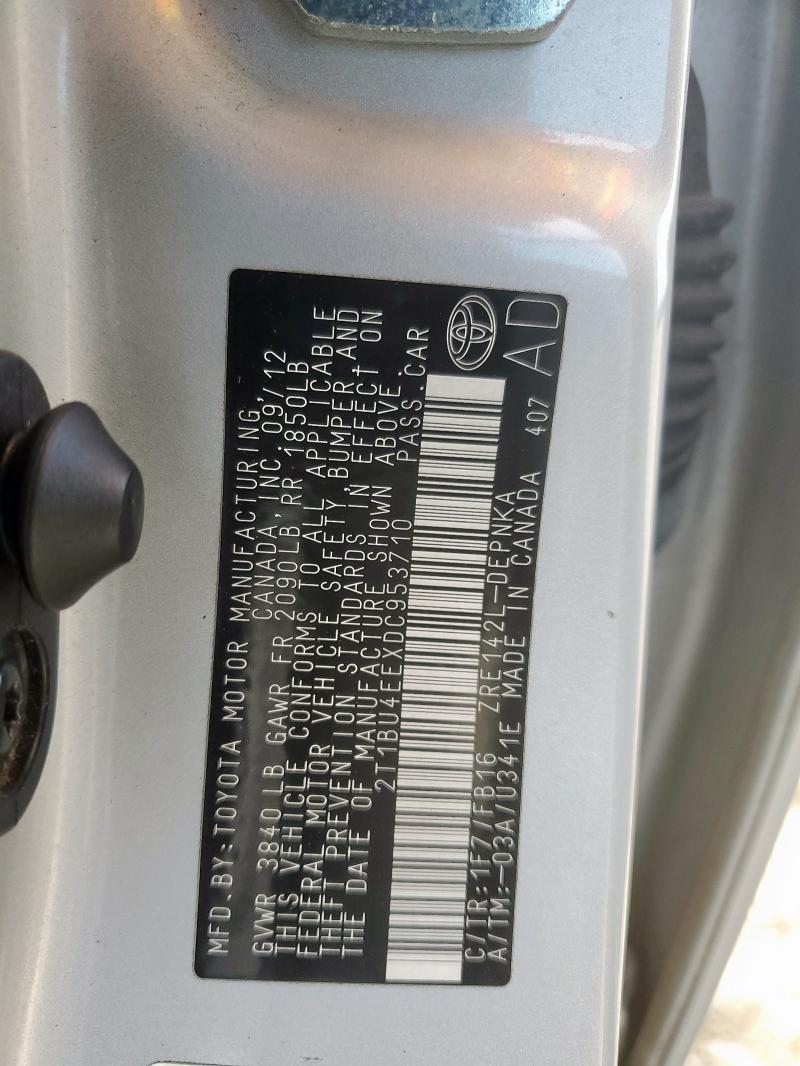 MFD. BY: TOYOTA MOTOR MANUFACTURING,
CANADA, INC. 09/12
GVWR 3840 LB GAWR FR 2090LB, RR 1850LB
THIS VEHICLE CONFORMS TO ALL APPLICABLE
FEDERAL MOTOR VEHICLE SAFETY, BUMPER, AND
THEFT PREVENTION STANDARDS IN EFFECT ON
THE DATE OF MANUFACTURE SHOWN ABOVE.
2T1BU4EEXDC953710 PASS. CAR
C/TR: 1F7/FB16 ZRE142L-DEPNKA
A/TM: -03A/U341E MADE IN CANADA 407
AD